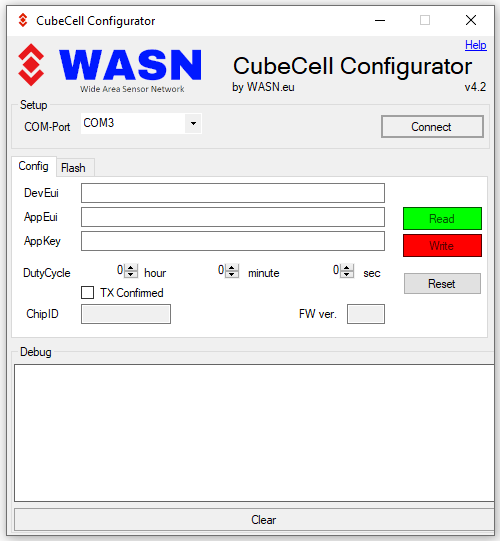 CubeCell Configurator
Help
WASN
Wide Area Sensor Network
CubeCell Configurator
by WASN.eu
v4.2
Setup
COM-Port
COM3
Connect
Config
Flash
DevEui
AppEui
Read
AppKey
Write
DutyCycle
0 hour
0 minute
0 sec
Reset
TX Confirmed
ChipID
FW ver.
Debug
Clear